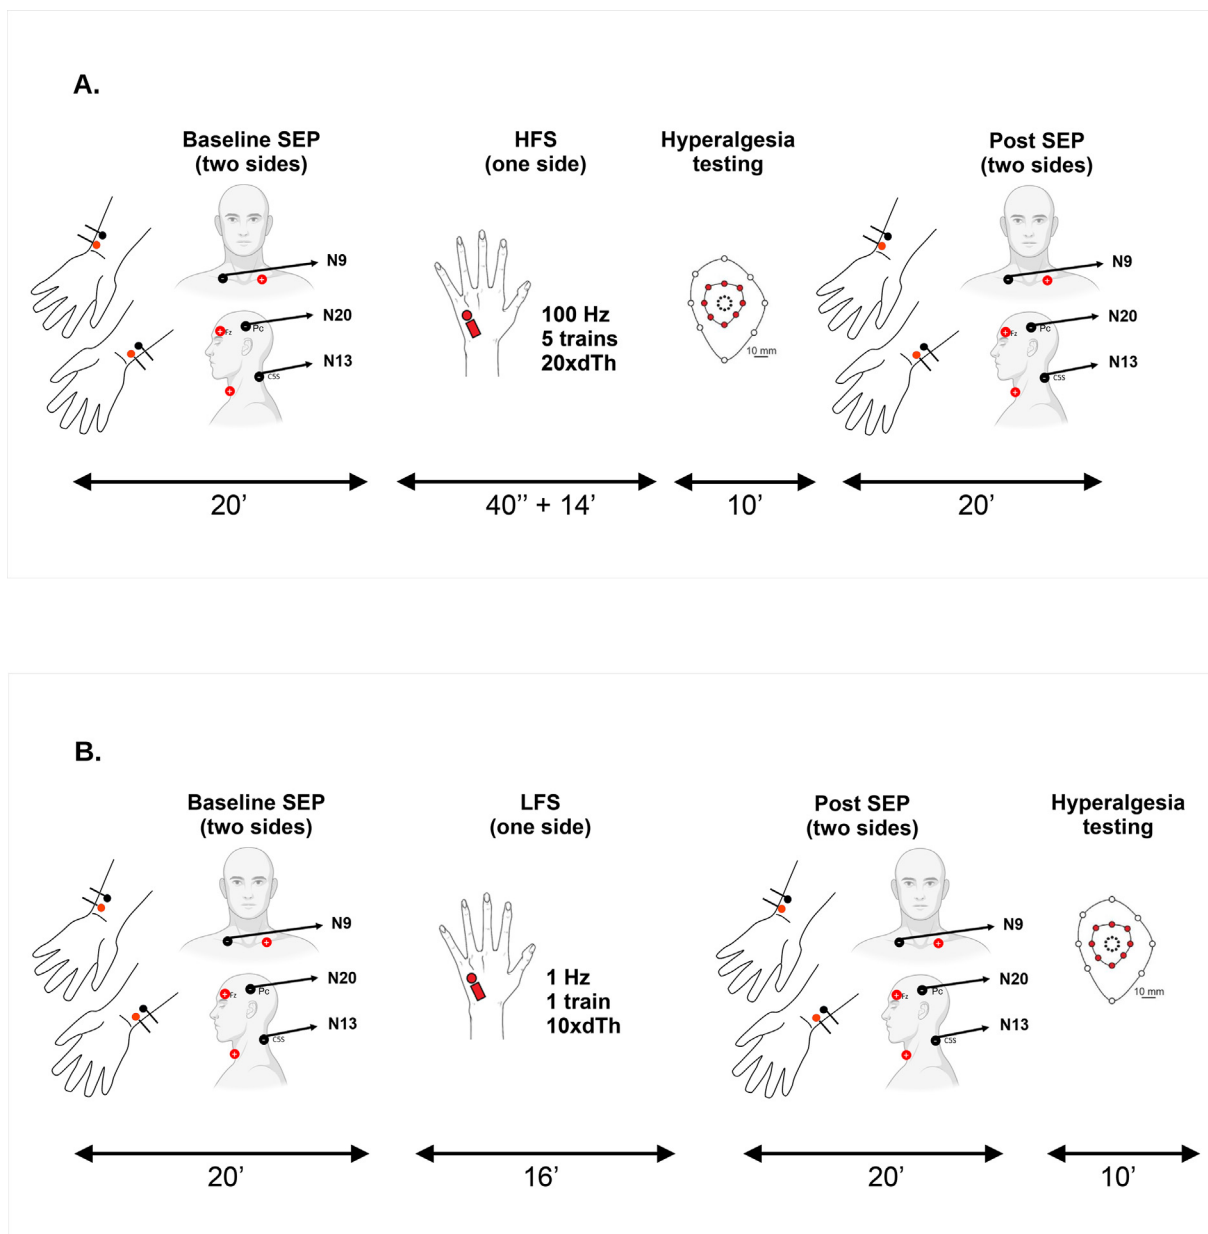 A.
Baseline SEP
(two sides)
HFS
(one side)
Hyperalgesia
testing
Post SEP
(two sides)
N9
N20
N13
Fz
Pc
C5S
100 Hz
5 trains
20xdTh
10 mm
N9
N20
N13
Fz
Pc
C5S
20’
40’’ + 14’
10’
20’
B.
Baseline SEP
(two sides)
LFS
(one side)
Post SEP
(two sides)
Hyperalgesia
testing
N9
N20
N13
Fz
Pc
C5S
1 Hz
1 train
10xdTh
N9
N20
N13
Fz
Pc
C5S
10 mm
20’
16’
20’
10’